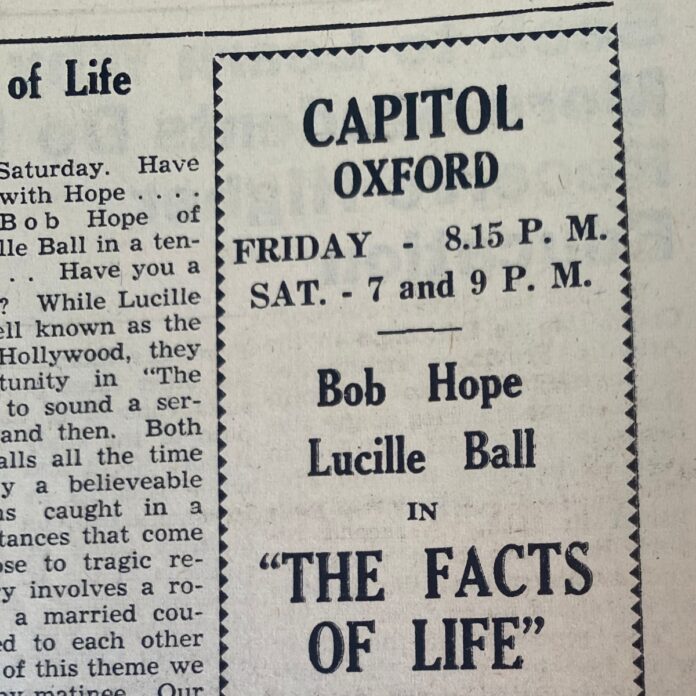 of Life
Saturday. Have
with Hope . . . .
Bob Hope of
lle Ball in a ten-
. . Have you a
? While Lucille
ell known as the
Hollywood, they
tunity in “The
to sound a ser-
and then. Both
alls all the time
y a believeable
ns caught in a
tances that come
ose to tragic re-
ry involves a ro-
a married cou-
ed to each other
of this theme we
matinee. Our
CAPITOL
OXFORD
FRIDAY - 8.15 P. M.
SAT. - 7 and 9 P. M.
Bob Hope
Lucille Ball
IN
“THE FACTS
OF LIFE”